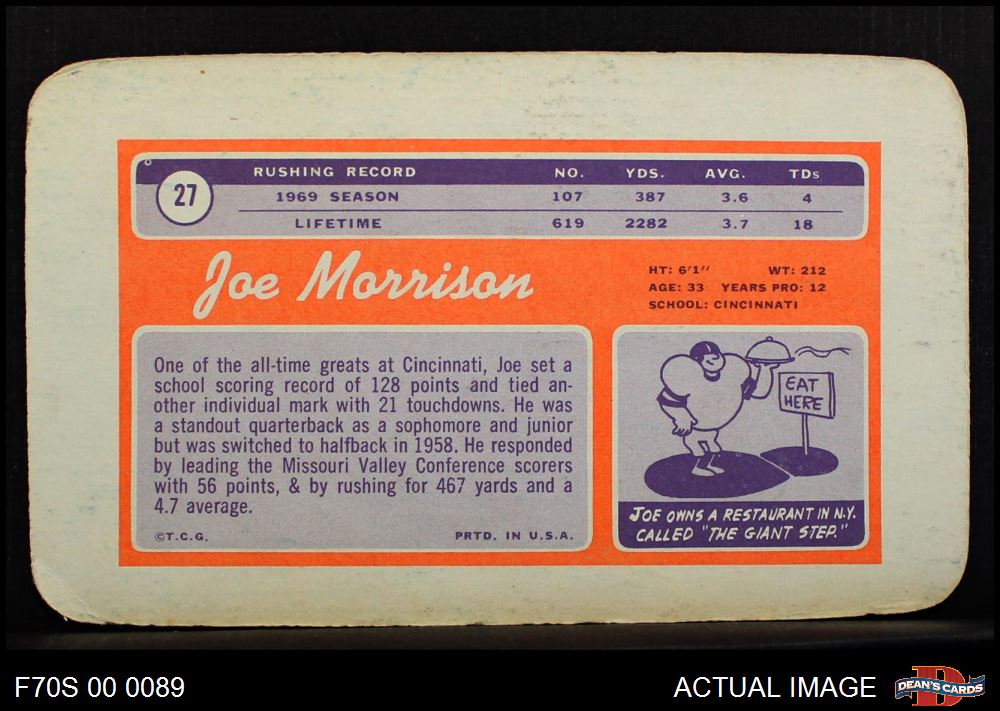 27
RUSHING RECORD NO. YDS. AVG. TDs
1969 SEASON 107 387 3.6 4
LIFETIME 619 2282 3.7 18
Joe Morrison
HT: 6'1" WT: 212
AGE: 33 YEARS PRO: 12
SCHOOL: CINCINNATI
One of the all-time greats at Cincinnati, Joe set a
school scoring record of 128 points and tied an-
other individual mark with 21 touchdowns. He was
a standout quarterback as a sophomore and junior
but was switched to halfback in 1958. He responded
by leading the Missouri Valley Conference scorers
with 56 points, & by rushing for 467 yards and a
4.7 average.
©T.C.G. PRTD. IN U.S.A.
EAT
HERE
JOE OWNS A RESTAURANT IN N.Y.
CALLED "THE GIANT STEP."
F70S 00 0089
ACTUAL IMAGE
D
DEAN'S CARDS